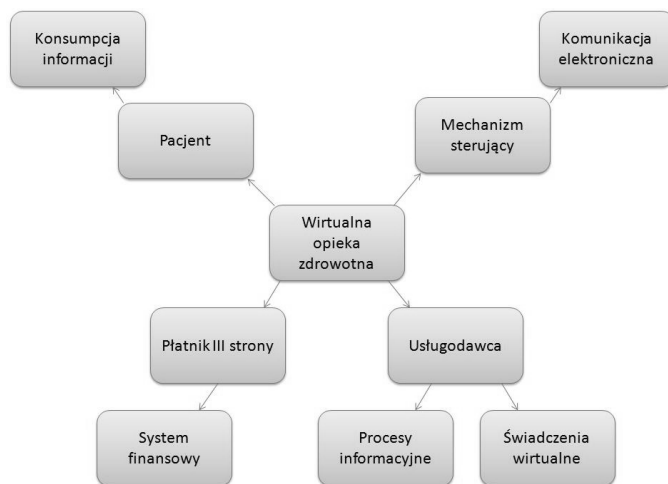 Konsumpcja
informacji
Komunikacja
elektroniczna
Pacjent
Mechanizm
sterujący
Wirtualna
opieka
zdrowotna
Płatnik III strony
Usługodawca
System
finansowy
Procesy
informacyjne
Świadczenia
wirtualne